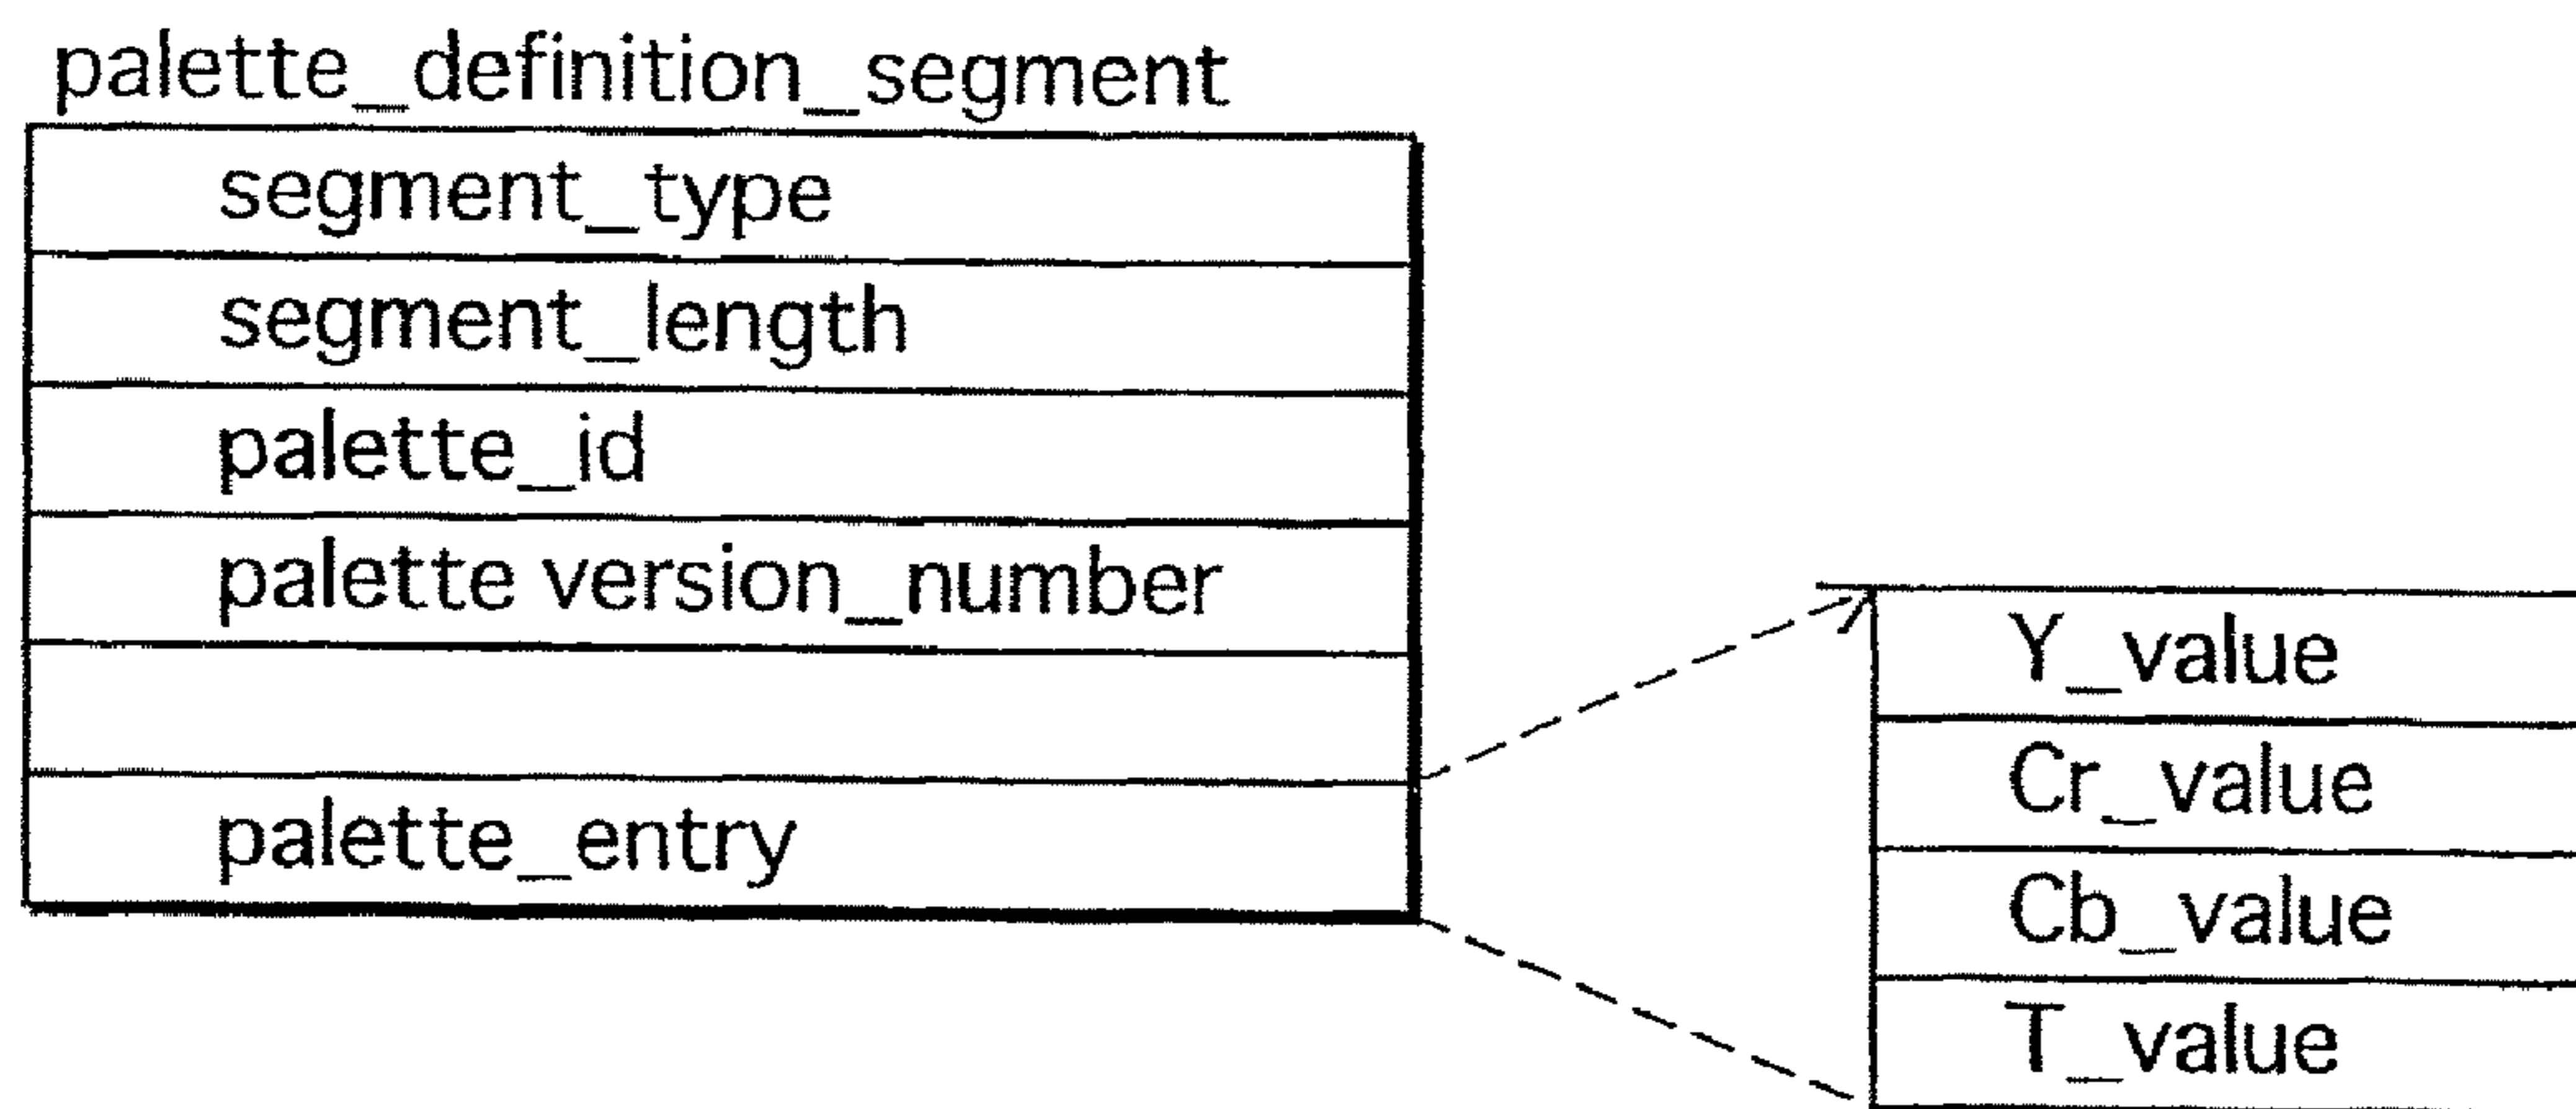 palette_definition_segment
segment_type
segment_length
palette_id
palette version_number
palette_entry
Y_value
Cr_value
Cb_value
T_value